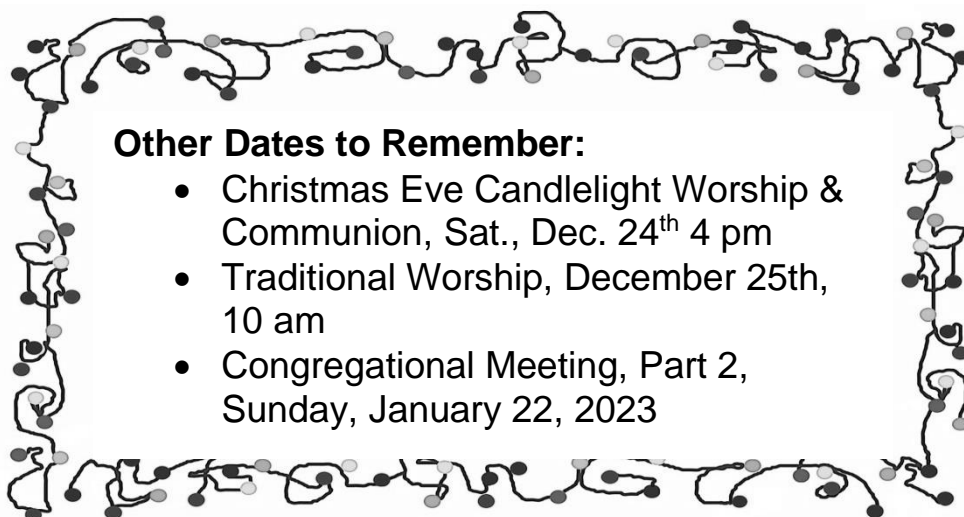 Other Dates to Remember:
• Christmas Eve Candlelight Worship &
Communion, Sat., Dec. 24th 4 pm
• Traditional Worship, December 25th,
10 am
• Congregational Meeting, Part 2,
Sunday, January 22, 2023